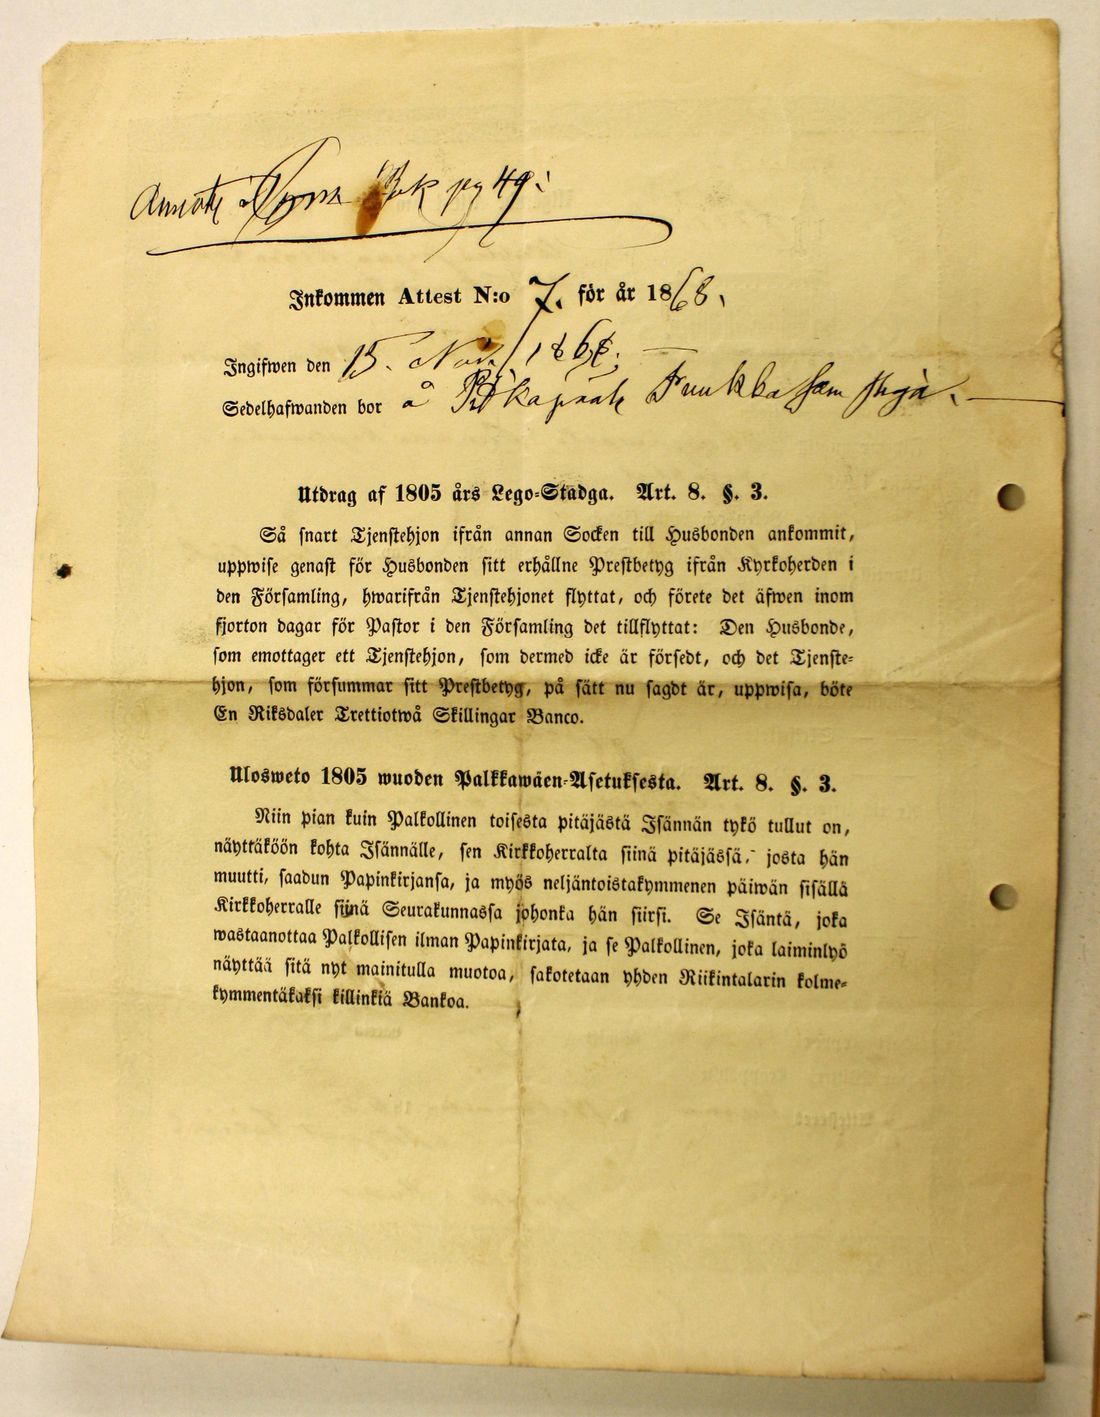 Bok pag 49.
Inkommen Attest N:o 7. för år 1868.
Ingifwen den 15. Nov. 1868.
Sedelhafwanden bor å
Utdrag af 1805 års Lego-Stadga. Art. 8. §. 3.
Så snart Tjenstehjon ifrån annan Socken till Husbonden ankommit,
uppwise genast för Husbonden sitt erhållne Prestbetyg ifrån Kyrkoherden i
den Församling, hwarifrån Tjenstehjonet flyttat, och förete det äfwen inom
fjorton dagar för Pastor i den Församling det tillflyttat: Den Husbonde,
som emottager ett Tjenstehjon, som dermed icke är försedt, och det Tjenste-
hjon, som försummar sitt Prestbetyg, på sätt nu sagdt är, uppwisa, böte
En Riksdaler Trettiotwå Skillingar Banco.
Ulosweto 1805 wuoden Palkkawäen-Asetuksesta. Art. 8. §. 3.
Niin pian kuin Palkollinen toisesta pitäjästä Isännän tykö tullut on,
näyttäköön kohta Isännälle, sen Kirkkoherralta siinä pitäjässä, josta hän
muutti, saadun Papinkirjansa, ja myös neljäntoistakymmenen päiwän sisällä
Kirkkoherralle siinä Seurakunnassa johonka hän siirsi. Se Isäntä, joka
wastaanottaa Palkollisen ilman Papinkirjata, ja se Palkollinen, joka laiminlyö
näyttää sitä nyt mainitulla muotoa, sakotetaan yhden Riikintalarin kolme-
kymmentäkaksi killinkiä Bankoa.